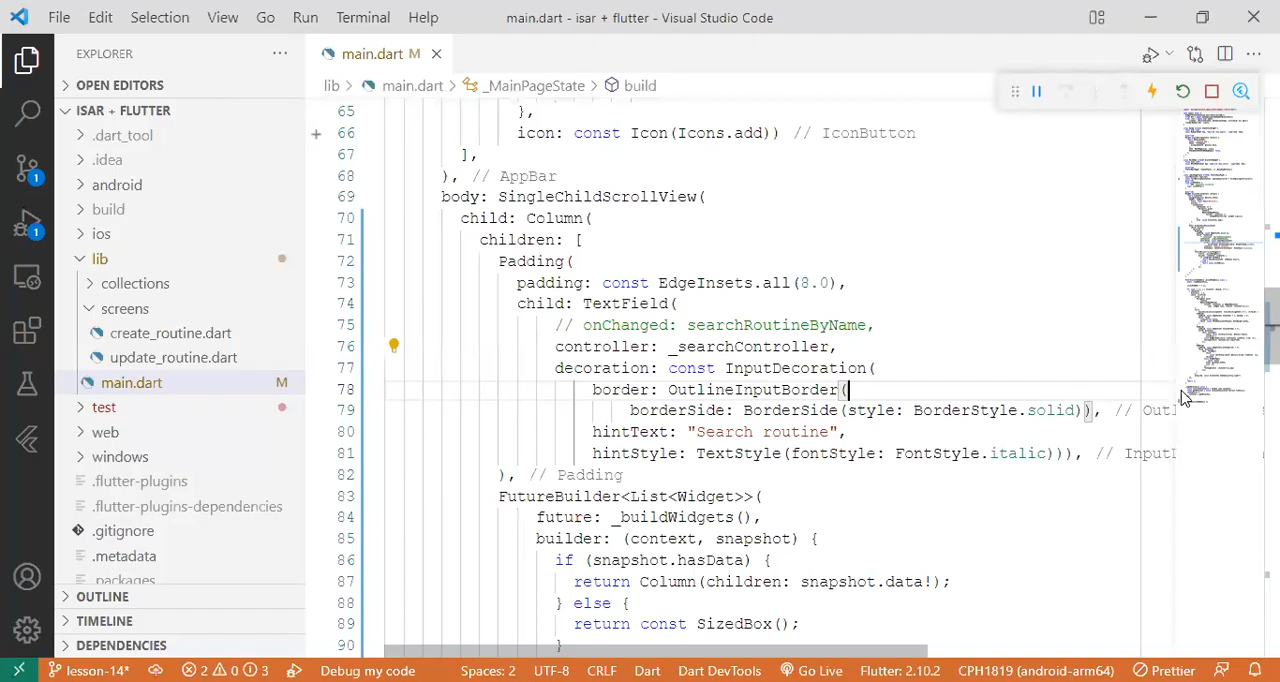 File Edit Selection View Go Run Terminal Help main.dart - isar + flutter - Visual Studio Code
EXPLORER
OPEN EDITORS
ISAR + FLUTTER
.dart_tool
.idea
android
build
ios
lib
collections
screens
create_routine.dart
update_routine.dart
main.dart M
test
web
windows
.flutter-plugins
.flutter-plugins-dependencies
.gitignore
.metadata
.packages
OUTLINE
TIMELINE
DEPENDENCIES
main.dart M
lib > main.dart > _MainPageState > build
65 },
66 icon: const Icon(Icons.add)) // IconButton
67 ],
68 ), // AppBar
69 body: SingleChildScrollView(
70 child: Column(
71 children: [
72 Padding(
73 padding: const EdgeInsets.all(8.0),
74 child: TextField(
75 // onChanged: searchRoutineByName,
76 controller: _searchController,
77 decoration: const InputDecoration(
78 border: OutlineInputBorder(
79 borderSide: BorderSide(style: BorderStyle.solid)), // Outl
80 hintText: "Search routine",
81 hintStyle: TextStyle(fontStyle: FontStyle.italic))), // InputD
82 ), // Padding
83 FutureBuilder<List<Widget>>(
84 future: _buildWidgets(),
85 builder: (context, snapshot) {
86 if (snapshot.hasData) {
87 return Column(children: snapshot.data!);
88 } else {
89 return const SizedBox();
90 }
1
1
lesson-14* 2 0 3 Debug my code Spaces: 2 UTF-8 CRLF Dart Dart DevTools Go Live Flutter: 2.10.2 CPH1819 (android-arm64) Prettier